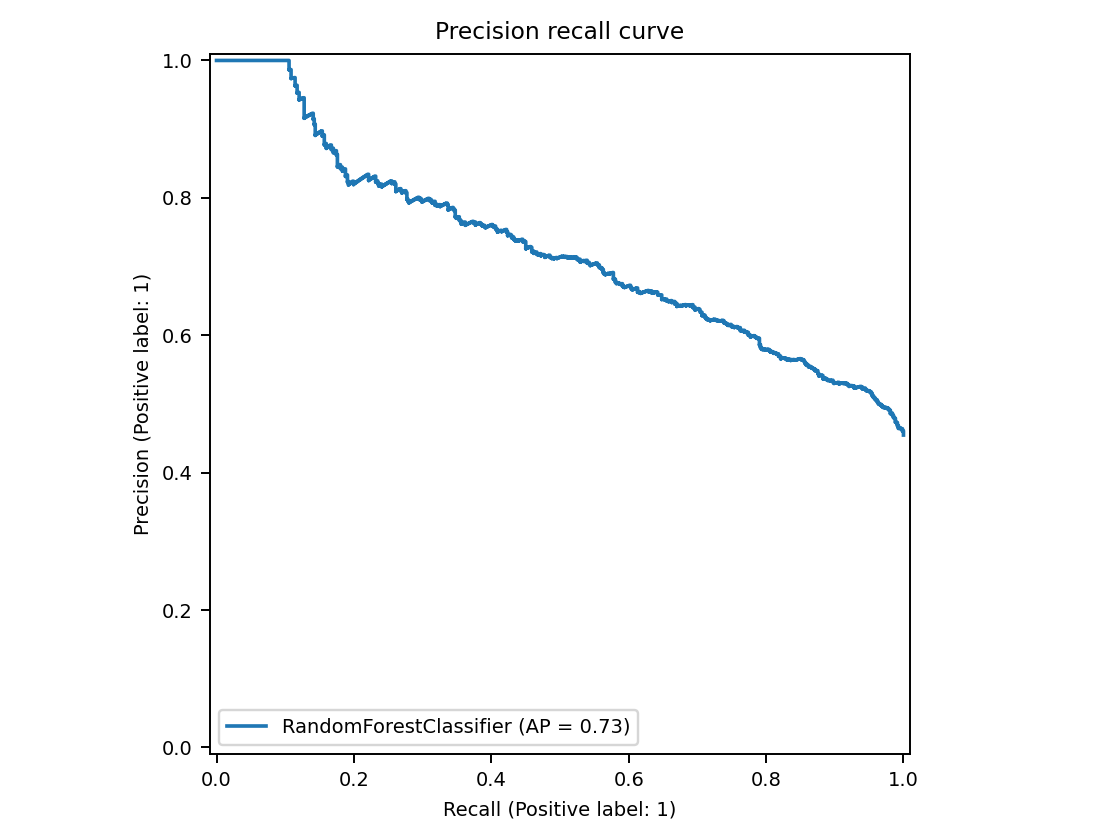 Precision recall curve
1.0
0.8
0.6
0.4
0.2
0.0
Precision (Positive label: 1)
RandomForestClassifier (AP = 0.73)
0.0 0.2 0.4 0.6 0.8 1.0
Recall (Positive label: 1)